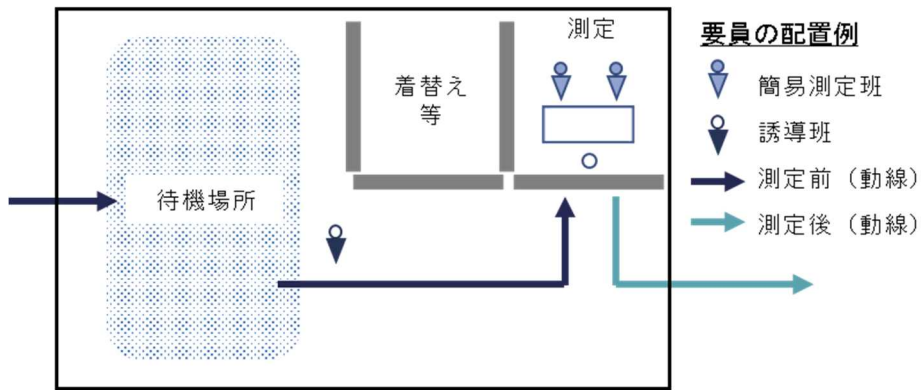 待機場所
着替え
等
測定
要員の配置例
簡易測定班
誘導班
測定前（動線）
測定後（動線）